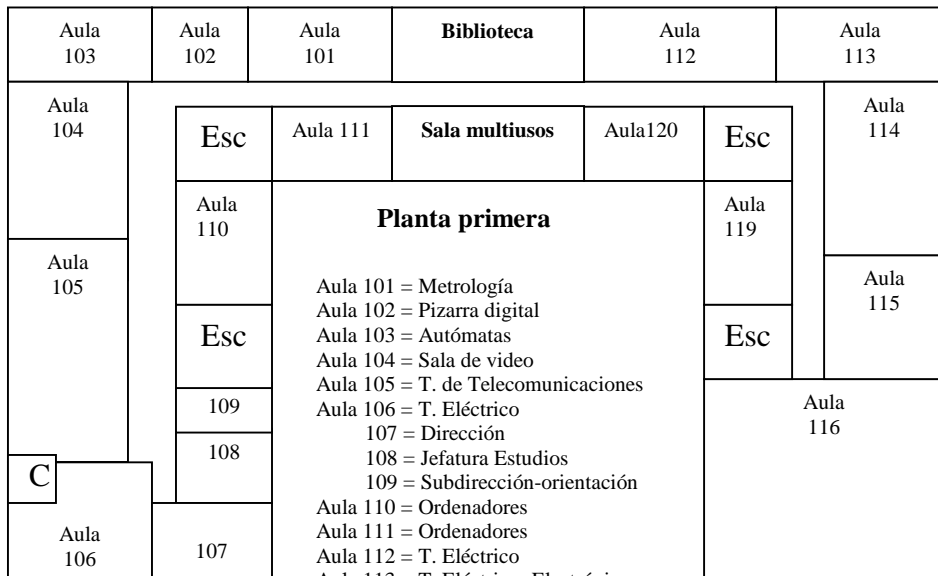 Aula
103
Aula
102
Aula
101
Biblioteca
Aula
112
Aula
113
Aula
104
Esc
Aula 111
Sala multiusos
Aula120
Esc
Aula
114
Aula
110
Planta primera
Aula
119
Aula
105
Aula
115
Esc
Esc
Aula 101 = Metrología
Aula 102 = Pizarra digital
Aula 103 = Autómatas
Aula 104 = Sala de video
Aula 105 = T. de Telecomunicaciones
Aula 106 = T. Eléctrico
107 = Dirección
108 = Jefatura Estudios
109 = Subdirección-orientación
Aula 110 = Ordenadores
Aula 111 = Ordenadores
Aula 112 = T. Eléctrico
109
108
Aula
116
C
Aula
106
107